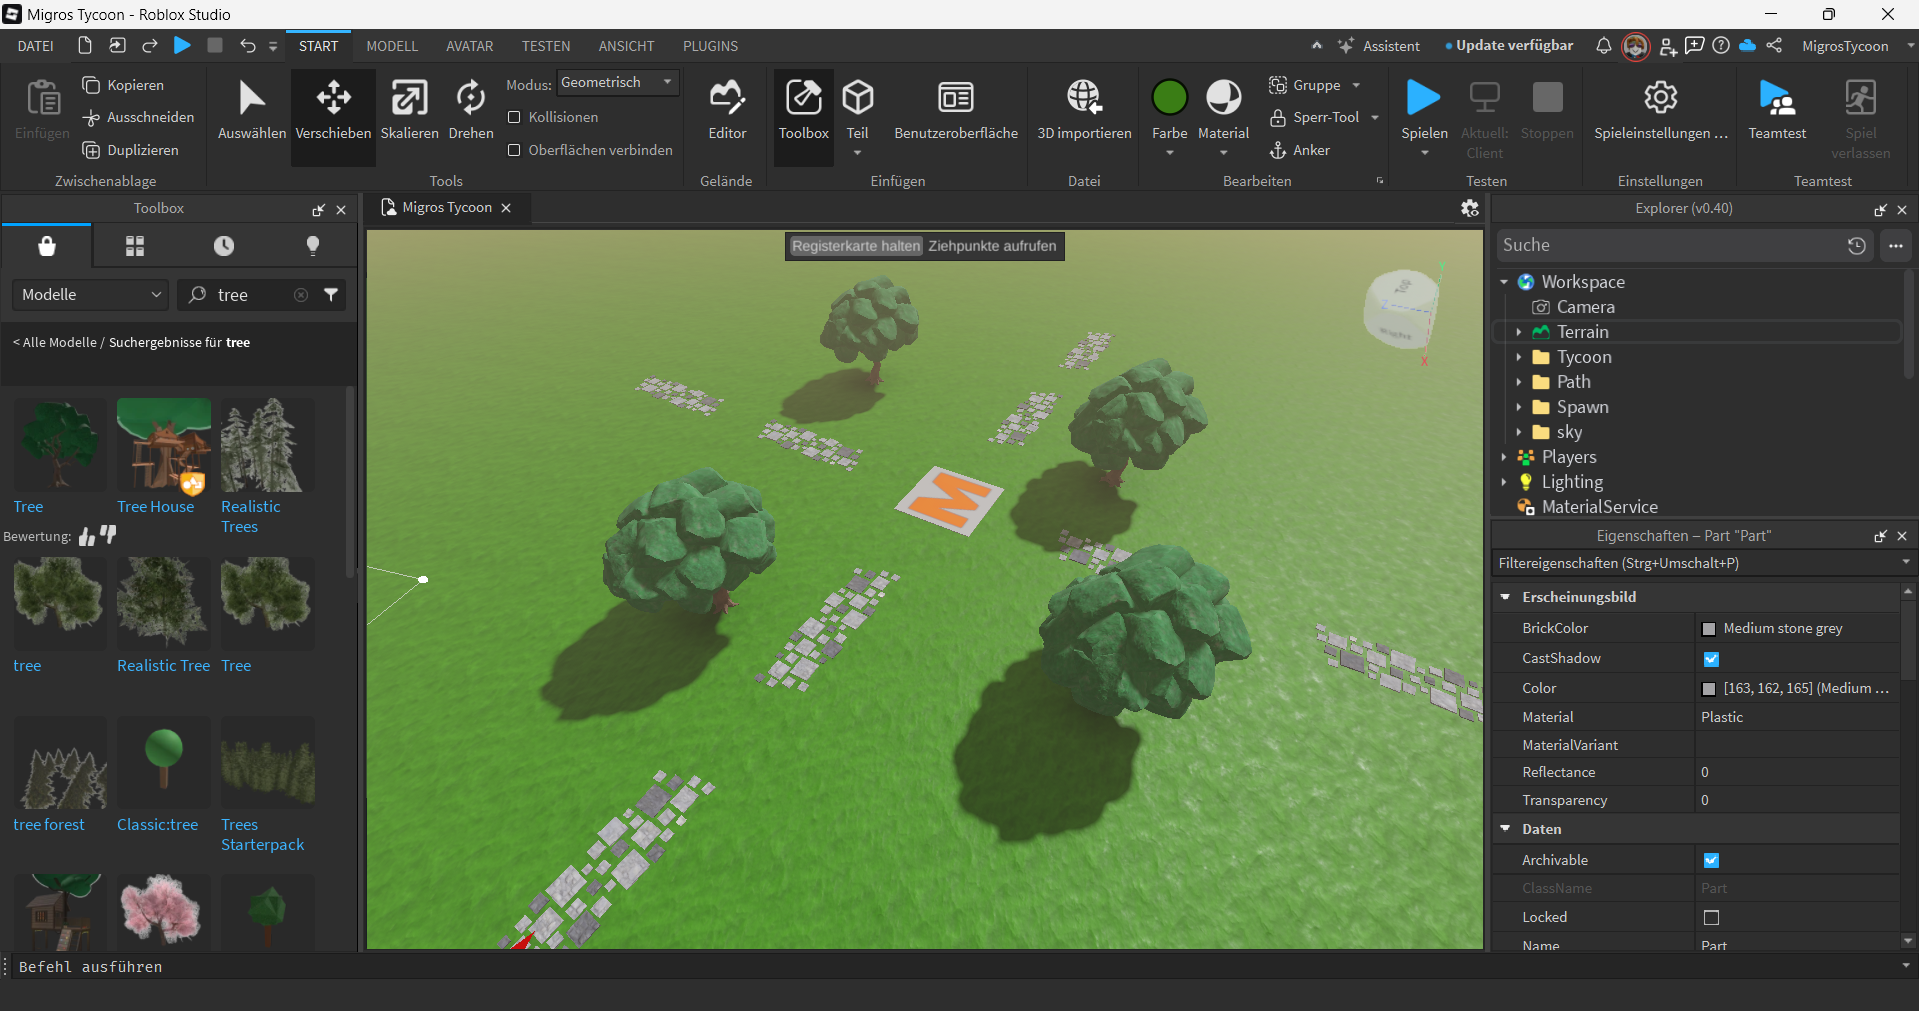 Migros Tycoon - Roblox Studio
DATEI START MODELL AVATAR TESTEN ANSICHT PLUGINS Assistent Update verfügbar MigrosTycoon
Einfügen
Kopieren
Ausschneiden
Duplizieren
Zwischenablage
Auswählen Verschieben Skalieren Drehen
Modus: Geometrisch
Kollisionen
Oberflächen verbinden
Tools
Editor
Gelände
Toolbox Teil Benutzeroberfläche
Einfügen
3D importieren
Datei
Farbe Material
Gruppe
Sperr-Tool
Anker
Bearbeiten
Spielen Aktuell: Client Stoppen
Testen
Spieleinstellungen ...
Einstellungen
Teamtest Spiel verlassen
Teamtest
Toolbox
Modelle tree
< Alle Modelle / Suchergebnisse für tree
Tree
Tree House
Realistic Trees
Bewertung:
tree
Realistic Tree
Tree
tree forest
Classic:tree
Trees Starterpack
Migros Tycoon
Registerkarte halten Ziehpunkte aufrufen
M
Y
Z
X
Explorer (v0.40)
Suche
Workspace
Camera
Terrain
Tycoon
Path
Spawn
sky
Players
Lighting
MaterialService
Eigenschaften – Part "Part"
Filtereigenschaften (Strg+Umschalt+P)
Erscheinungsbild
BrickColor Medium stone grey
CastShadow
Color [163, 162, 165] (Medium ...
Material Plastic
MaterialVariant
Reflectance 0
Transparency 0
Daten
Archivable
ClassName Part
Locked
Name Part
Befehl ausführen